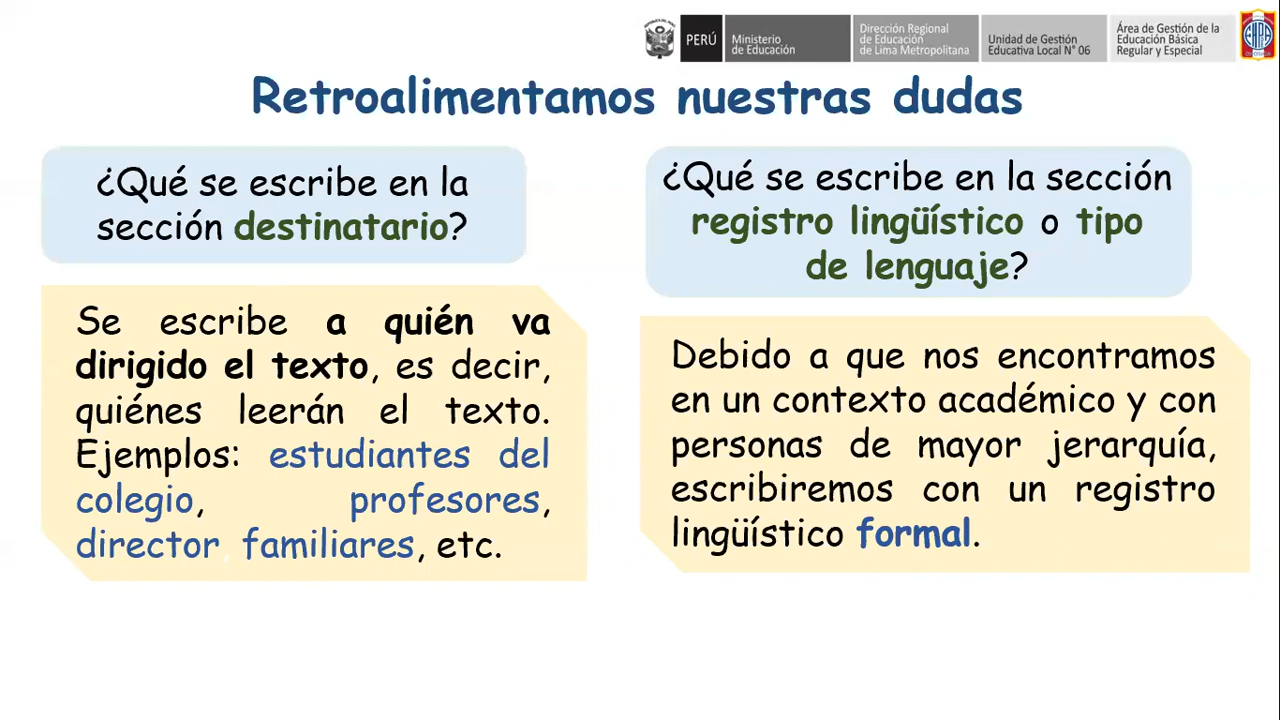 PERÚ
Ministerio
de Educación
Dirección Regional
de Educación
de Lima Metropolitana
Unidad de Gestión
Educativa Local N° 06
Área de Gestión de la
Educación Básica
Regular y Especial
Retroalimentamos nuestras dudas
¿Qué se escribe en la
sección destinatario?
Se escribe a quién va
dirigido el texto, es decir,
quiénes leerán el texto.
Ejemplos: estudiantes del
colegio, profesores,
director, familiares, etc.
¿Qué se escribe en la sección
registro lingüístico o tipo
de lenguaje?
Debido a que nos encontramos
en un contexto académico y con
personas de mayor jerarquía,
escribiremos con un registro
lingüístico formal.